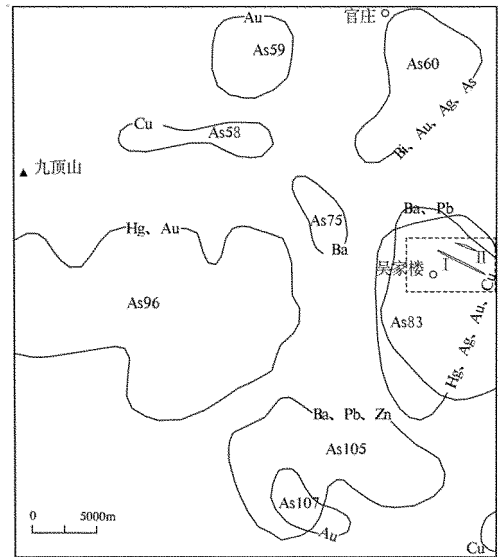 官庄
Au
As59
As60
Bi、Au、Ag、As
Cu
As58
九顶山
As75
Ba
Ba、Pb
Hg、Au
As96
吴家楼
I
II
As83
Hg、Ag、Au、Cu
Ba、Pb、Zn
As105
As107
Au
0 5000m
Cu